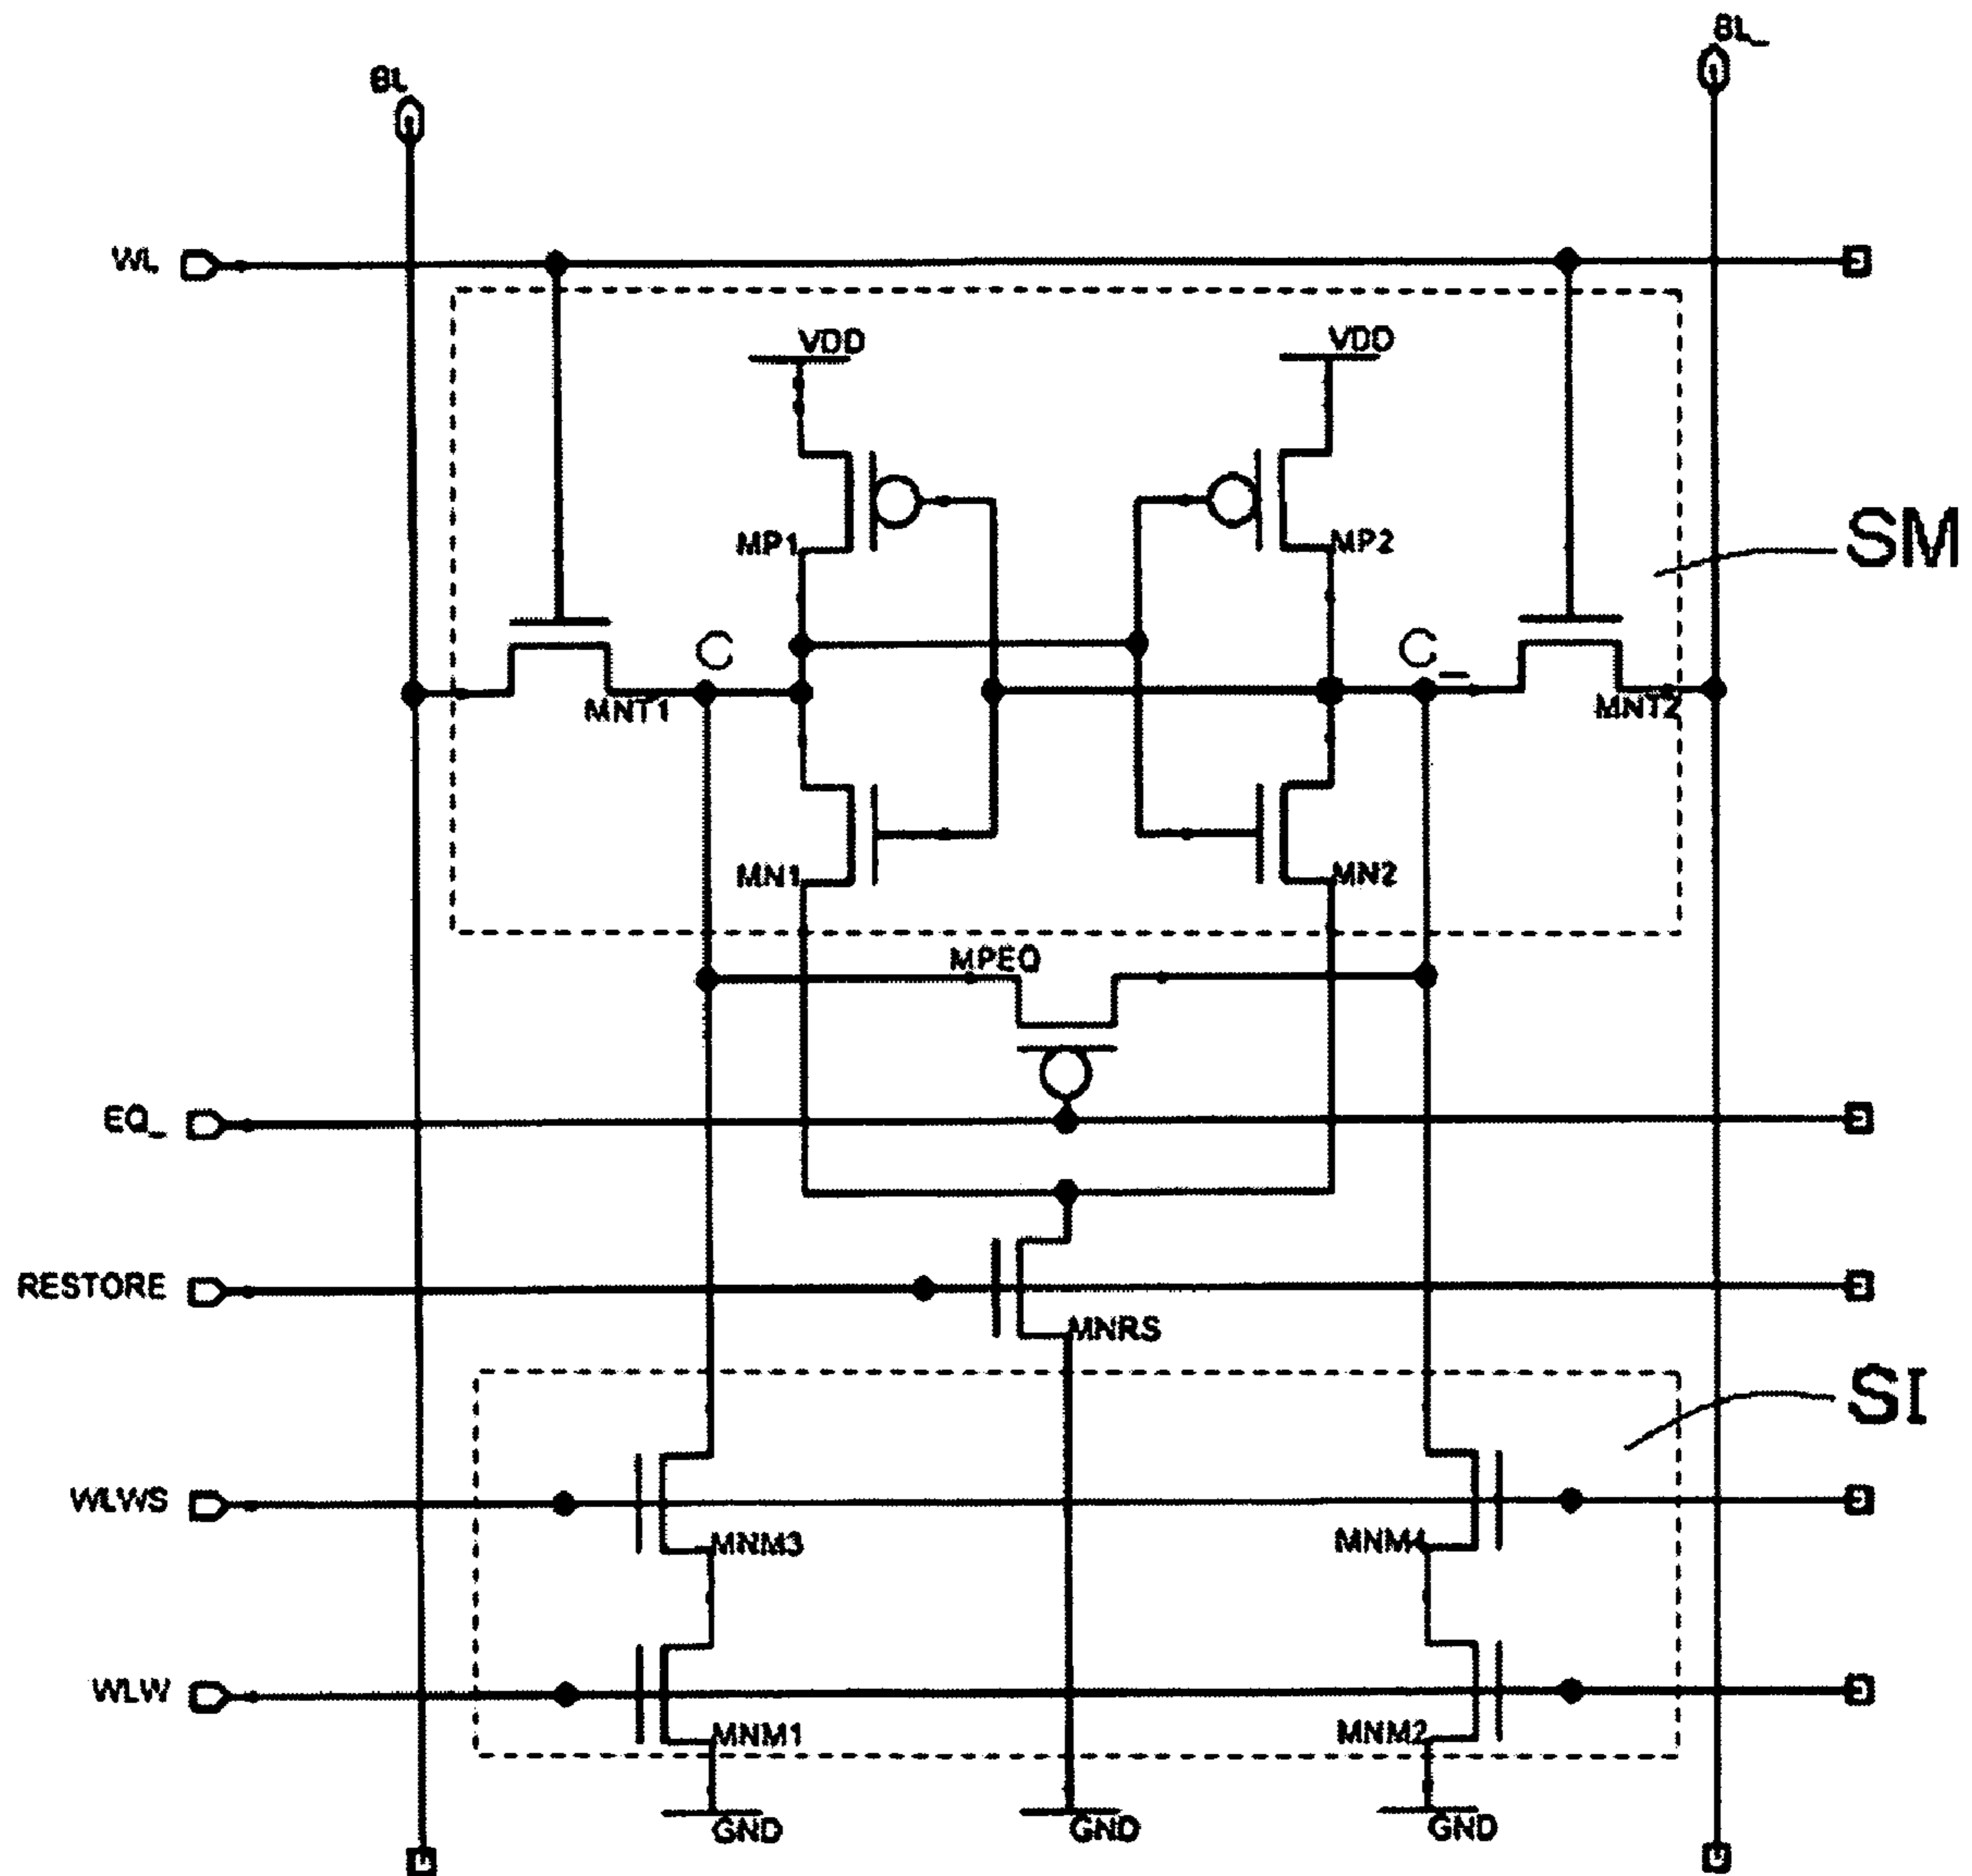 BL_
BL
WL
VDD
VDD
MP1
MP2
SM
C
C_
MNT1
MNT2
MN1
MN2
MPEQ
EQ_
RESTORE
MNRS
SI
WLWS
MNM3
MNM4
WLW
MNM1
MNM2
GND
GND
GND